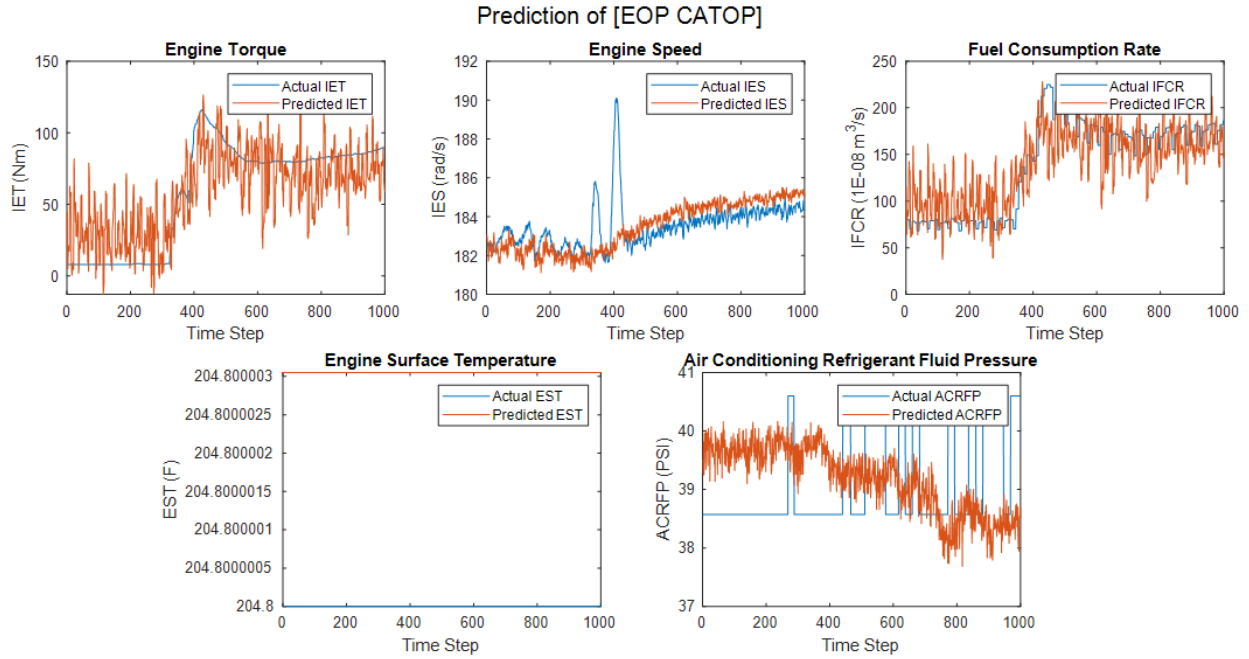 Prediction of [EOP CATOP]
Engine Torque
150
100
50
0
IET (Nm)
Actual IET
Predicted IET
0 200 400 600 800 1000
Time Step
Engine Speed
192
190
188
186
184
182
180
IES (rad/s)
Actual IES
Predicted IES
0 200 400 600 800 1000
Time Step
Fuel Consumption Rate
250
200
150
100
50
0
IFCR (1E-08 m³/s)
Actual IFCR
Predicted IFCR
0 200 400 600 800 1000
Time Step
Engine Surface Temperature
204.800003
204.8000025
204.800002
204.8000015
204.800001
204.8000005
204.8
EST (F)
Actual EST
Predicted EST
0 200 400 600 800 1000
Time Step
Air Conditioning Refrigerant Fluid Pressure
41
40
39
38
37
ACRFP (PSI)
Actual ACRFP
Predicted ACRFP
0 200 400 600 800 1000
Time Step